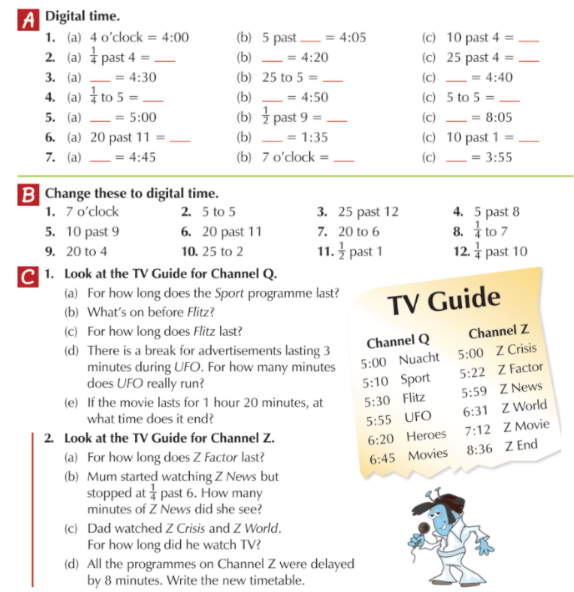 A Digital time.
1. (a) 4 o'clock = 4:00 (b) 5 past ___ = 4:05 (c) 10 past 4 = ___
2. (a) ¼ past 4 = ___ (b) ___ = 4:20 (c) 25 past 4 = ___
3. (a) ___ = 4:30 (b) 25 to 5 = ___ (c) ___ = 4:40
4. (a) ¼ to 5 = ___ (b) ___ = 4:50 (c) 5 to 5 = ___
5. (a) ___ = 5:00 (b) ½ past 9 = ___ (c) ___ = 8:05
6. (a) 20 past 11 = ___ (b) ___ = 1:35 (c) 10 past 1 = ___
7. (a) ___ = 4:45 (b) 7 o'clock = ___ (c) ___ = 3:55
B Change these to digital time.
1. 7 o'clock 2. 5 to 5 3. 25 past 12 4. 5 past 8
5. 10 past 9 6. 20 past 11 7. 20 to 6 8. ¼ to 7
9. 20 to 4 10. 25 to 2 11. ½ past 1 12. ¼ past 10
C 1. Look at the TV Guide for Channel Q.
(a) For how long does the Sport programme last?
(b) What's on before Flitz?
(c) For how long does Flitz last?
(d) There is a break for advertisements lasting 3
minutes during UFO. For how many minutes
does UFO really run?
(e) If the movie lasts for 1 hour 20 minutes, at
what time does it end?
2. Look at the TV Guide for Channel Z.
(a) For how long does Z Factor last?
(b) Mum started watching Z News but
stopped at ¼ past 6. How many
minutes of Z News did she see?
(c) Dad watched Z Crisis and Z World.
For how long did he watch TV?
(d) All the programmes on Channel Z were delayed
by 8 minutes. Write the new timetable.
TV Guide
Channel Q
5:00 Nuacht
5:10 Sport
5:30 Flitz
5:55 UFO
6:20 Heroes
6:45 Movies
Channel Z
5:00 Z Crisis
5:22 Z Factor
5:59 Z News
6:31 Z World
7:12 Z Movie
8:36 Z End